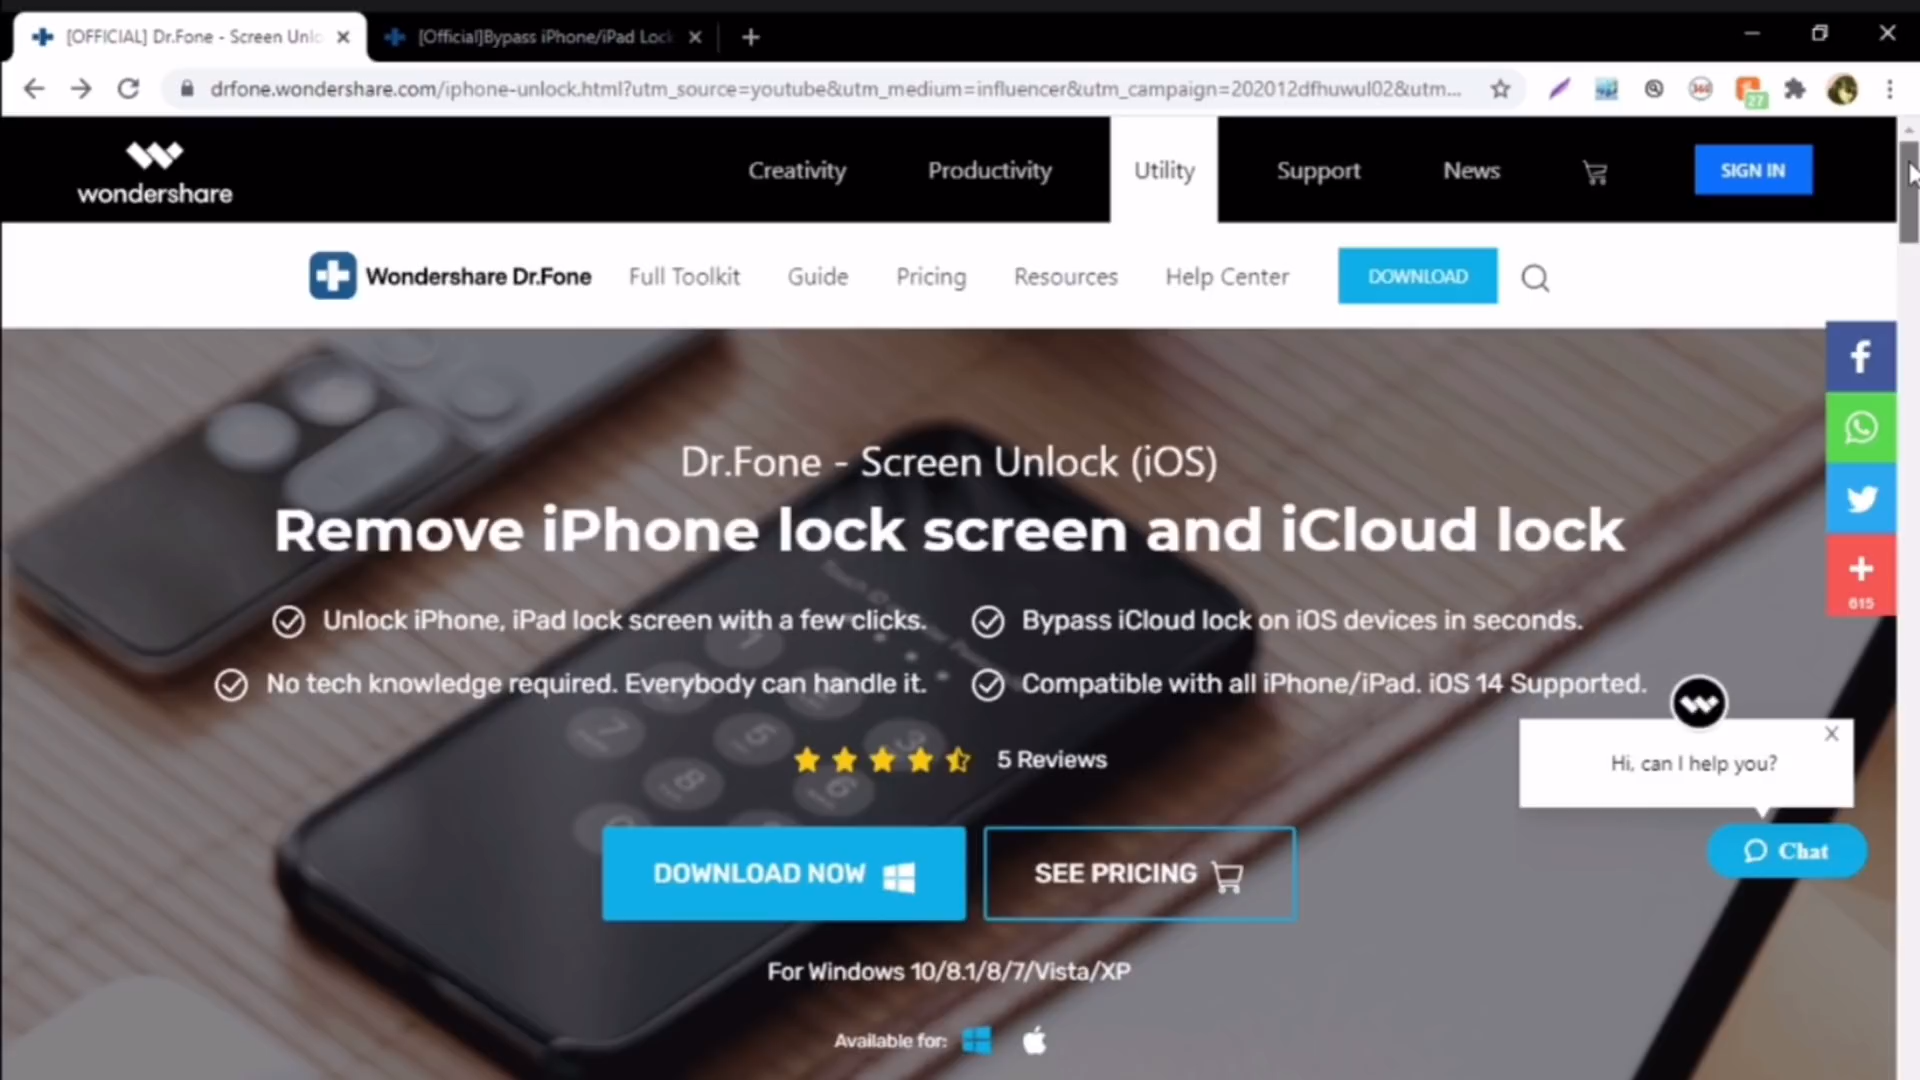 [OFFICIAL] Dr.Fone - Screen Unlo
[Official]Bypass iPhone/iPad Lock
drfone.wondershare.com/iphone-unlock.html?utm_source=youtube&utm_medium=influencer&utm_campaign=202012dfhuwul02&utm...
27
wondershare
Creativity
Productivity
Utility
Support
News
SIGN IN
Wondershare Dr.Fone
Full Toolkit
Guide
Pricing
Resources
Help Center
DOWNLOAD
Dr.Fone - Screen Unlock (iOS)
Remove iPhone lock screen and iCloud lock
Unlock iPhone, iPad lock screen with a few clicks.
Bypass iCloud lock on iOS devices in seconds.
No tech knowledge required. Everybody can handle it.
Compatible with all iPhone/iPad. iOS 14 Supported.
615
5 Reviews
Hi, can I help you?
Chat
DOWNLOAD NOW
SEE PRICING
For Windows 10/8.1/8/7/Vista/XP
Available for: